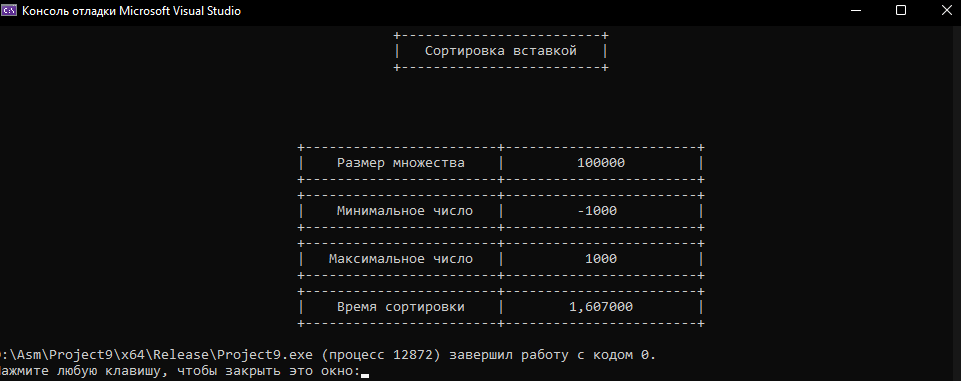 Консоль отладки Microsoft Visual Studio
Сортировка вставкой
Размер множества 100000
Минимальное число -1000
Максимальное число 1000
Время сортировки 1,607000
:\Asm\Project9\x64\Release\Project9.exe (процесс 12872) завершил работу с кодом 0.
ажмите любую клавишу, чтобы закрыть это окно: